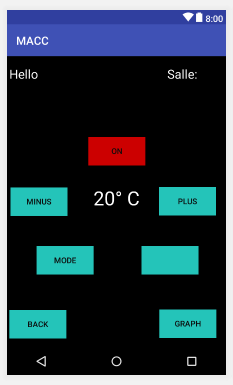 8:00
MACC
Hello Salle:
ON
MINUS 20° C PLUS
MODE
BACK GRAPH